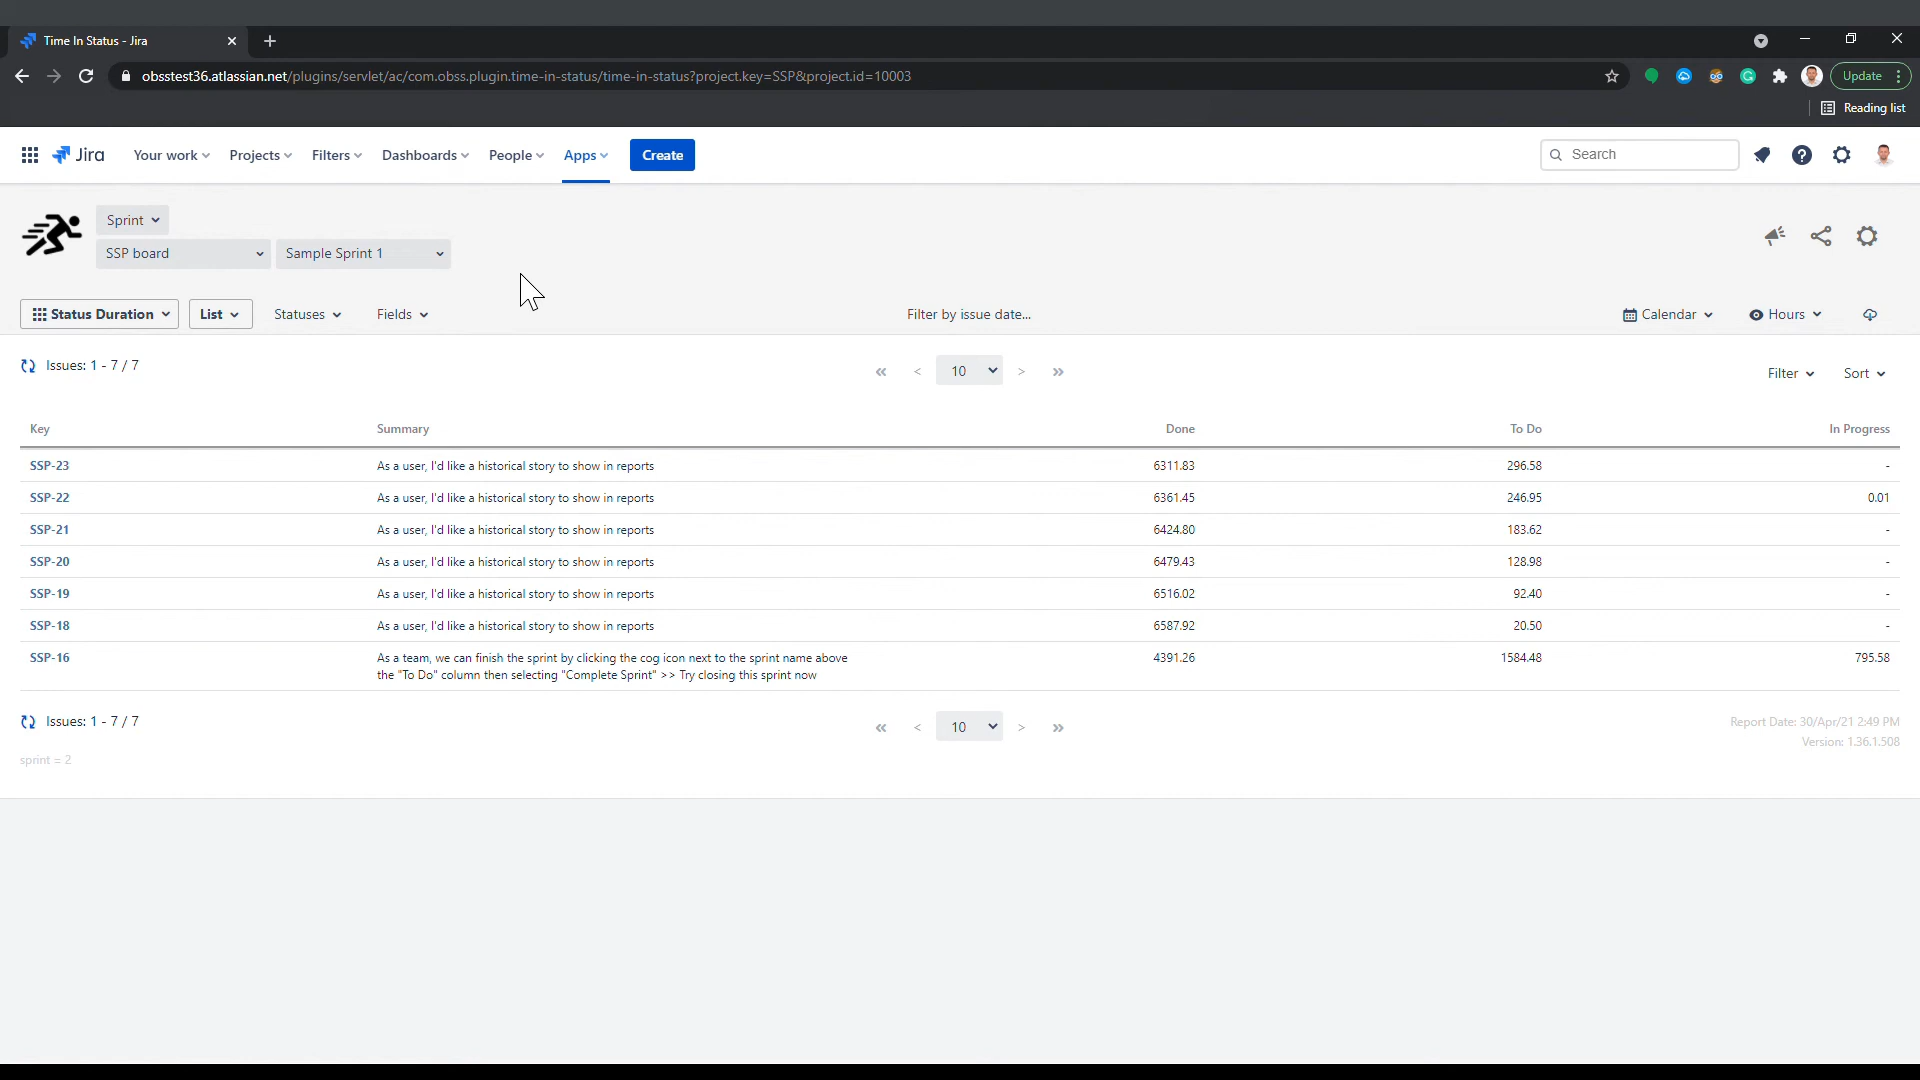 Time In Status - Jira
obsstest36.atlassian.net/plugins/servlet/ac/com.obss.plugin.time-in-status/time-in-status?project.key=SSP&project.id=10003
Update
Reading list
Jira Your work Projects Filters Dashboards People Apps Create Search
Sprint
SSP board Sample Sprint 1
Status Duration List Statuses Fields Filter by issue date... Calendar Hours
Issues: 1 - 7 / 7 « < 10 > » Filter Sort
Key Summary Done To Do In Progress
SSP-23 As a user, I'd like a historical story to show in reports 6311.83 296.58 -
SSP-22 As a user, I'd like a historical story to show in reports 6361.45 246.95 0.01
SSP-21 As a user, I'd like a historical story to show in reports 6424.80 183.62 -
SSP-20 As a user, I'd like a historical story to show in reports 6479.43 128.98 -
SSP-19 As a user, I'd like a historical story to show in reports 6516.02 92.40 -
SSP-18 As a user, I'd like a historical story to show in reports 6587.92 20.50 -
SSP-16 As a team, we can finish the sprint by clicking the cog icon next to the sprint name above 4391.26 1584.48 795.58
the "To Do" column then selecting "Complete Sprint" >> Try closing this sprint now
Issues: 1 - 7 / 7 « < 10 > » Report Date: 30/Apr/21 2:49 PM
Version: 1.36.1.508
sprint = 2